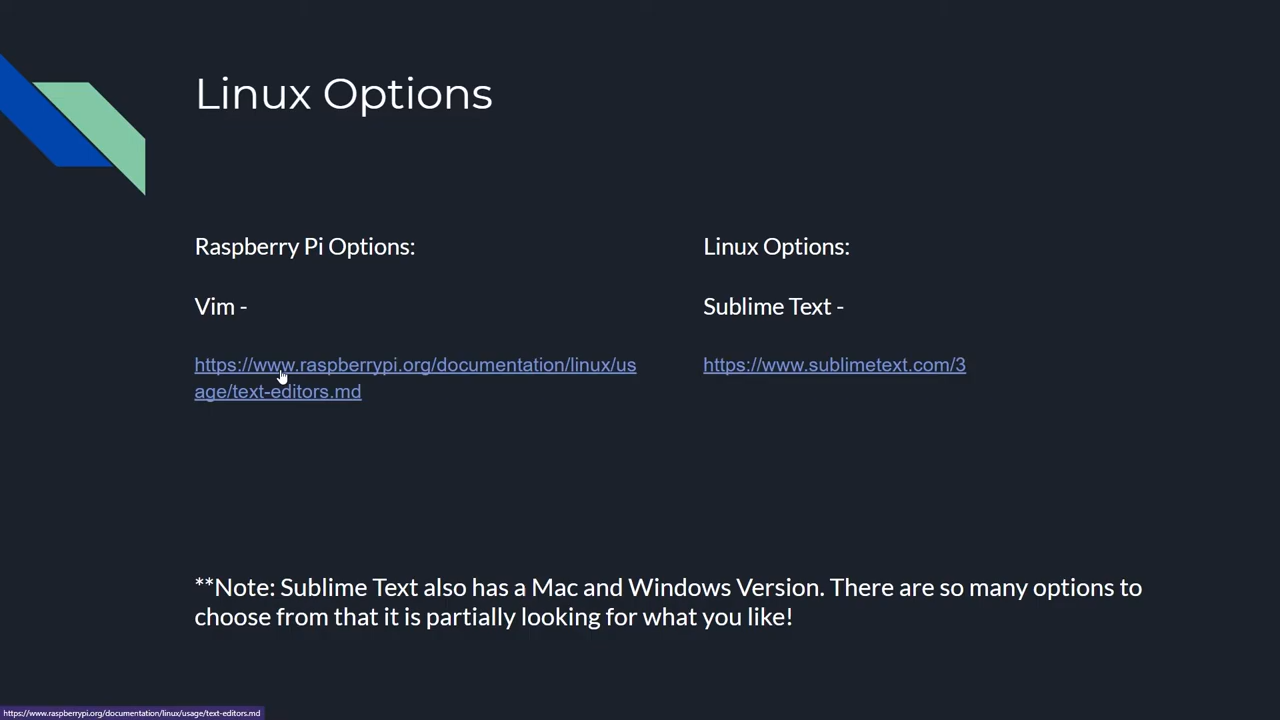 Linux Options
Raspberry Pi Options:
Vim -
https://www.raspberrypi.org/documentation/linux/us
age/text-editors.md
Linux Options:
Sublime Text -
https://www.sublimetext.com/3
**Note: Sublime Text also has a Mac and Windows Version. There are so many options to
choose from that it is partially looking for what you like!
https://www.raspberrypi.org/documentation/linux/usage/text-editors.md